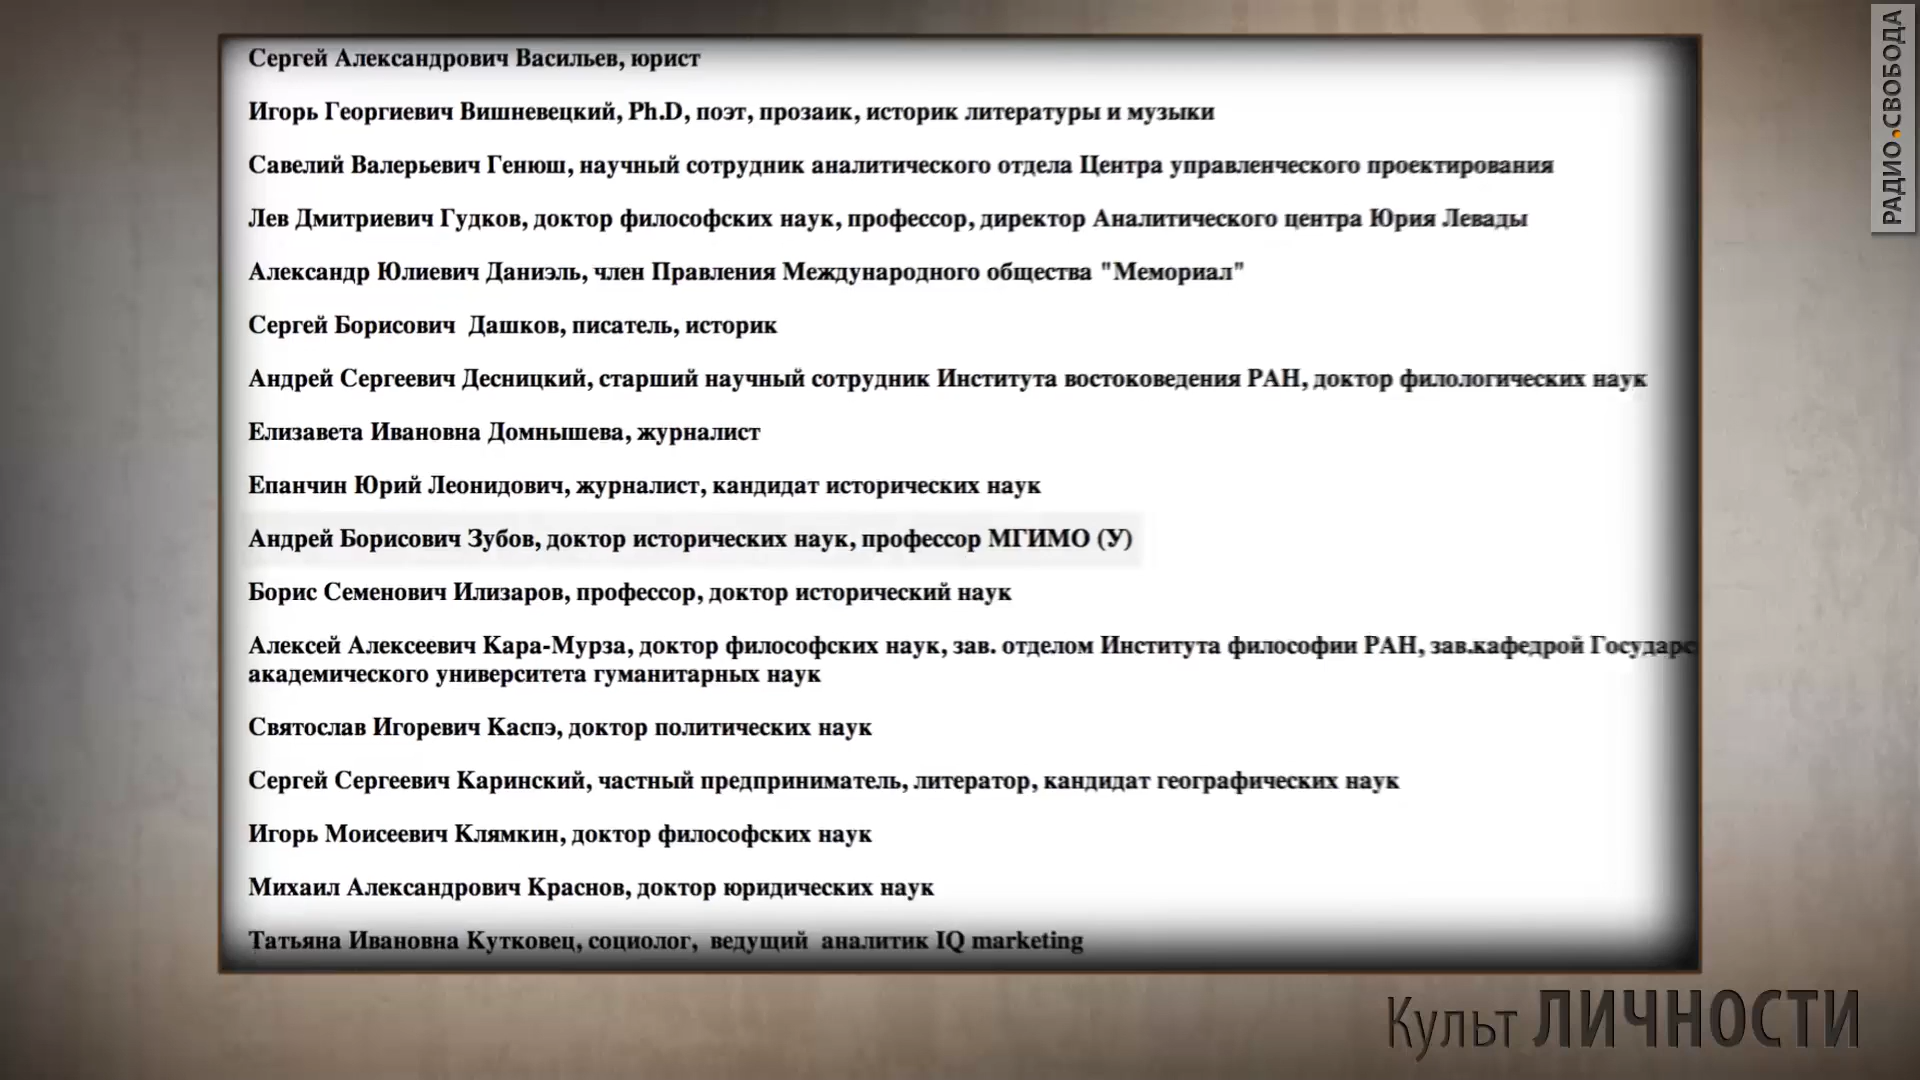 Сергей Александрович Васильев, юрист
Игорь Георгиевич Вишневецкий, Ph.D, поэт, прозаик, историк литературы и музыки
Савелий Валерьевич Генюш, научный сотрудник аналитического отдела Центра управленческого проектирования
Лев Дмитриевич Гудков, доктор философских наук, профессор, директор Аналитического центра Юрия Левады
Александр Юлиевич Даниэль, член Правления Международного общества "Мемориал"
Сергей Борисович Дашков, писатель, историк
Андрей Сергеевич Десницкий, старший научный сотрудник Института востоковедения РАН, доктор филологических наук
Елизавета Ивановна Домнышева, журналист
Епанчин Юрий Леонидович, журналист, кандидат исторических наук
Андрей Борисович Зубов, доктор исторических наук, профессор МГИМО (У)
Борис Семенович Илизаров, профессор, доктор исторический наук
Алексей Алексеевич Кара-Мурза, доктор философских наук, зав. отделом Института философии РАН, зав.кафедрой Государс
академического университета гуманитарных наук
Святослав Игоревич Каспэ, доктор политических наук
Сергей Сергеевич Каринский, частный предприниматель, литератор, кандидат географических наук
Игорь Моисеевич Клямкин, доктор философских наук
Михаил Александрович Краснов, доктор юридических наук
Татьяна Ивановна Кутковец, социолог, ведущий аналитик IQ marketing
РАДИО СВОБОДА
Культ ЛИЧНОСТИ